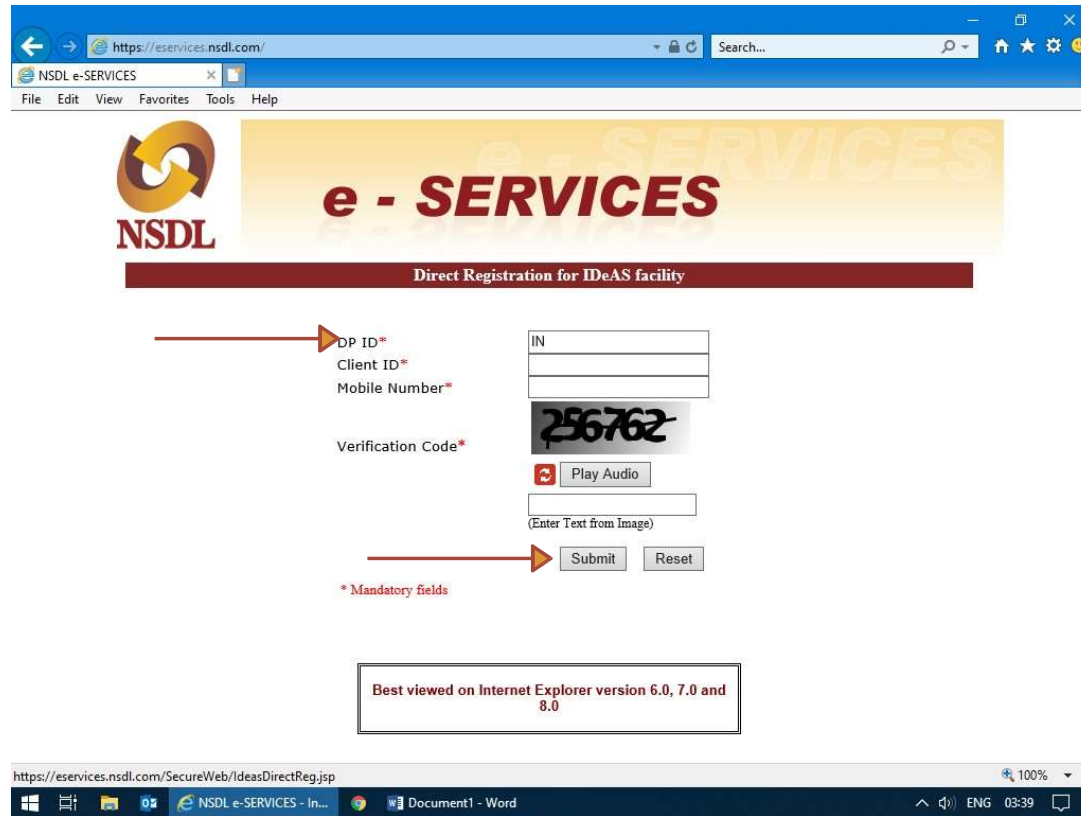 https://eservices.nsdl.com/
Search...
NSDL e-SERVICES
File Edit View Favorites Tools Help
NSDL
e - SERVICES
e - SERVICES
Direct Registration for IDeAS facility
DP ID*
IN
Client ID*
Mobile Number*
256762
Verification Code*
Play Audio
(Enter Text from Image)
Submit Reset
* Mandatory fields
Best viewed on Internet Explorer version 6.0, 7.0 and
8.0
https://eservices.nsdl.com/SecureWeb/IdeasDirectReg.jsp
100%
NSDL e-SERVICES - In...
Document1 - Word
ENG 03:39